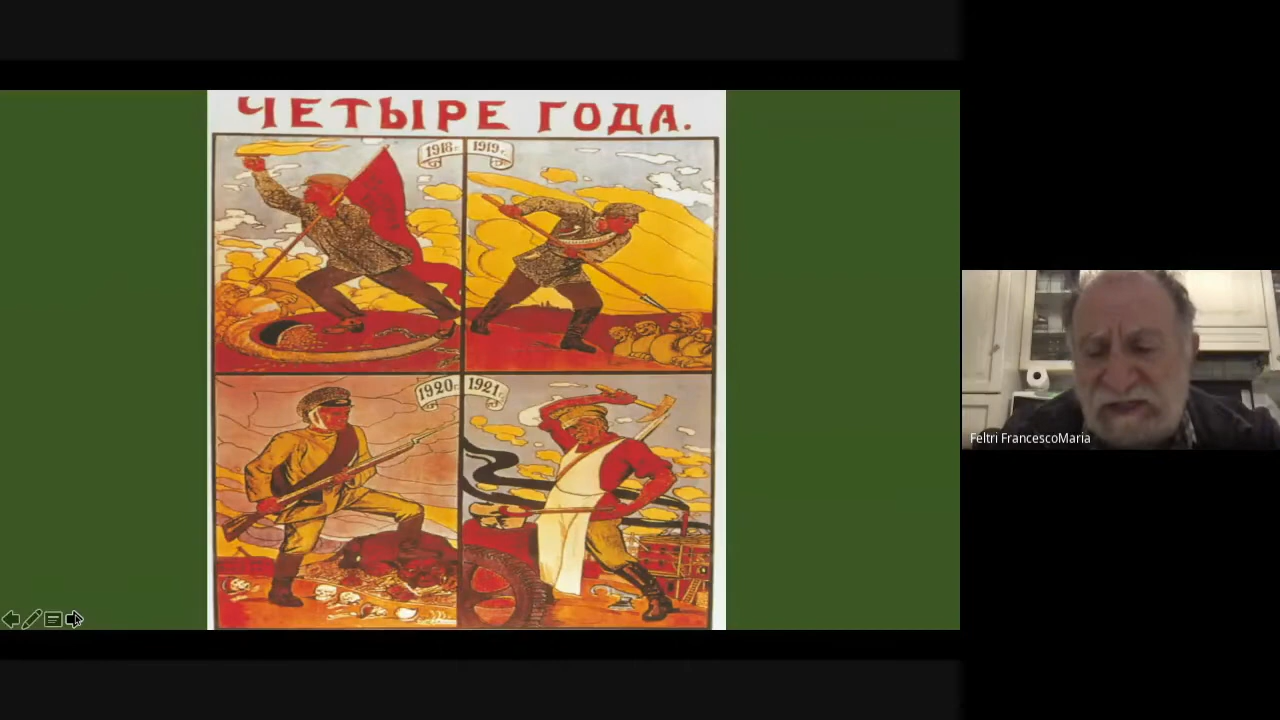 ЧЕТЫРЕ ГОДА.
1918 г.
1919 г.
1920 г.
1921 г.
Feltri FrancescoMaria